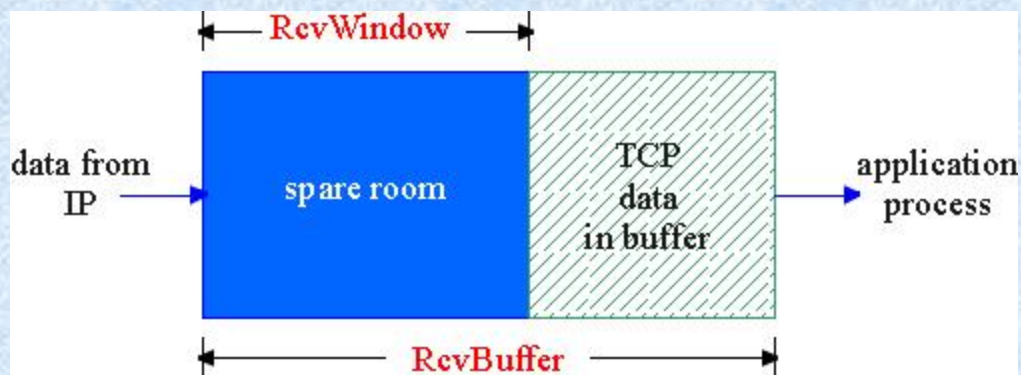 RcvWindow
data from
IP
spare room
TCP
data
in buffer
application
process
RcvBuffer